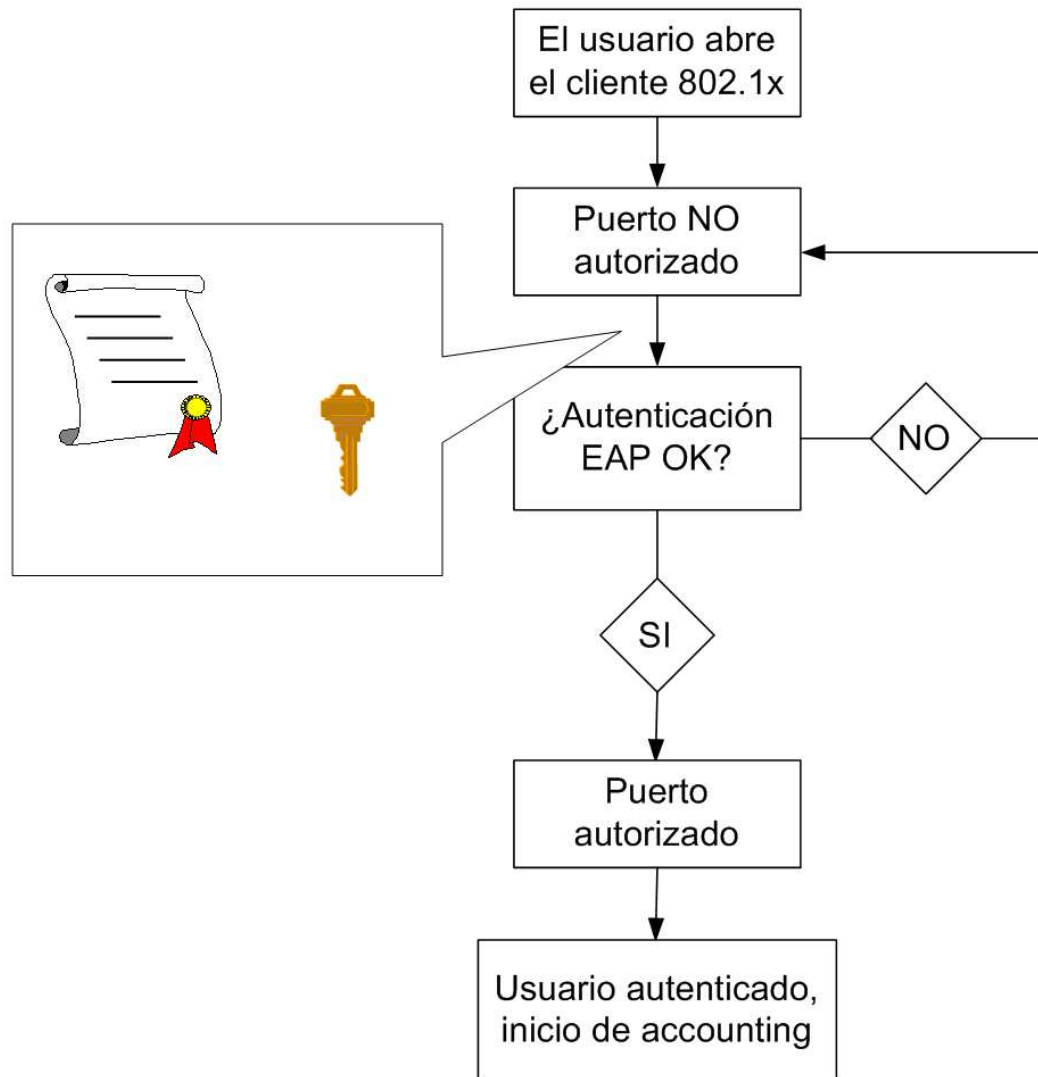 El usuario abre
el cliente 802.1x
Puerto NO
autorizado
¿Autenticación
EAP OK?
NO
SI
Puerto
autorizado
Usuario autenticado,
inicio de accounting